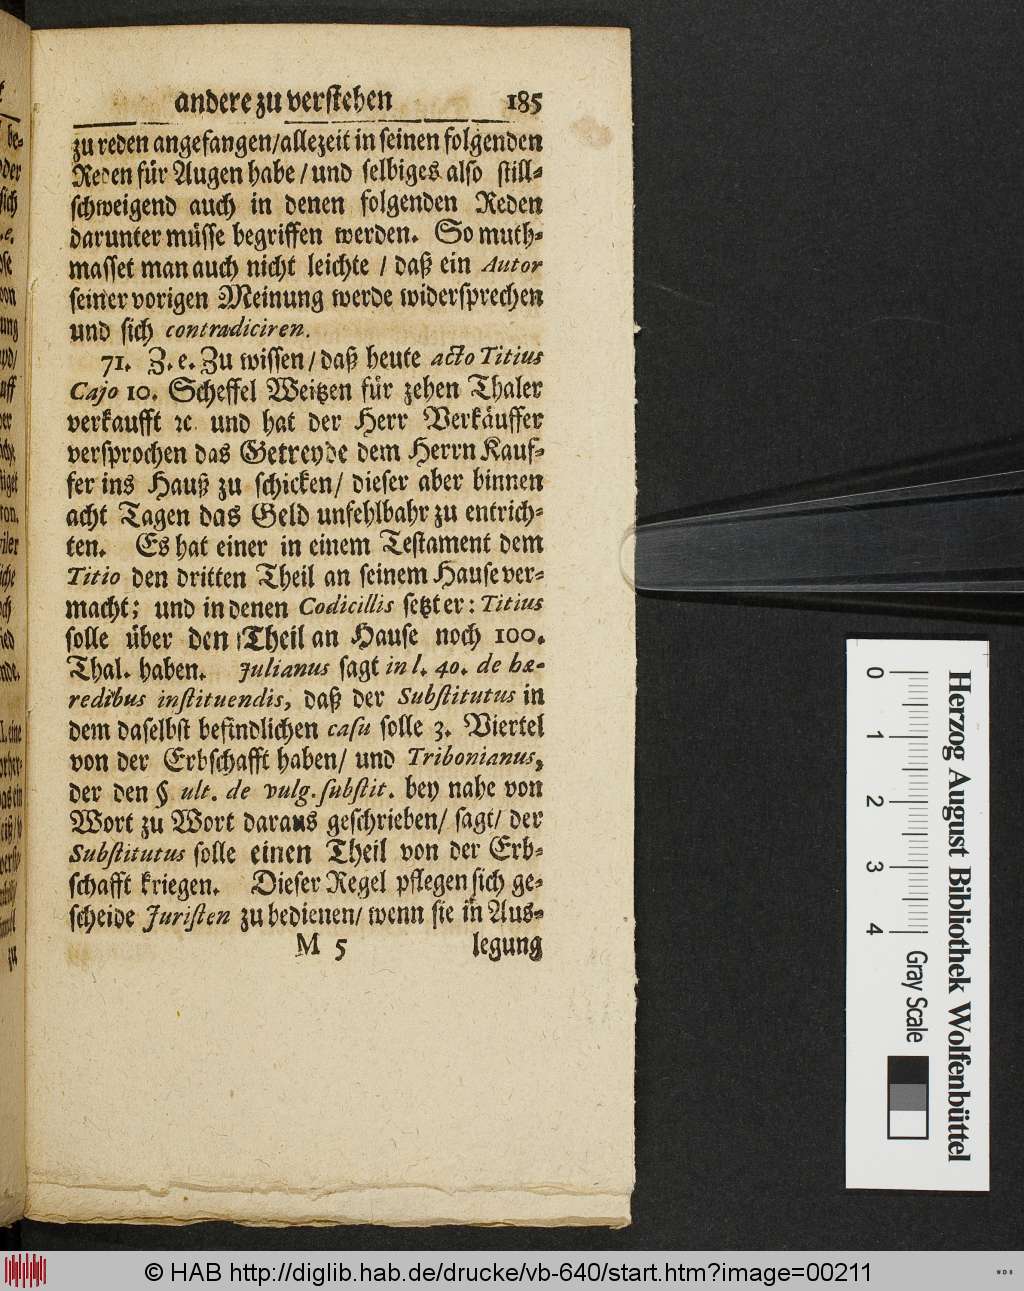 andere zu verstehen 185
zu reden angefangen/allezeit in seinen folgenden
Reden für Augen habe / und selbiges also still⸗
schweigend auch in denen folgenden Reden
darunter müsse begriffen werden. So muth⸗
masset man auch nicht leichte / daß ein Autor
seiner vorigen Meinung werde widersprechen
und sich contradiciren.
71. Z. e. Zu wissen/ daß heute acto Titius
Cajo 10. Scheffel Weitzen für zehen Thaler
verkaufft ꝛc und hat der Herr Verkäuffer
versprochen das Getreyde dem Herrn Kauf⸗
fer ins Hauß zu schicken/ dieser aber binnen
acht Tagen das Geld unfehlbahr zu entrich⸗
ten. Es hat einer in einem Testament dem
Titio den dritten Theil an seinem Hause ver⸗
macht; und in denen Codicillis setzt er: Titius
solle über den Theil an Hause noch 100.
Thal. haben. Julianus sagt in l. 40. de hæ-
redibus instituendis, daß der Substitutus in
dem daselbst befindlichen casu solle 3. Viertel
von der Erbschafft haben/ und Tribonianus,
der den § ult. de vulg. substit. bey nahe von
Wort zu Wort daraus geschrieben/ sagt/ der
Substitutus solle einen Theil von der Erb⸗
schafft kriegen. Dieser Regel pflegen sich ge⸗
scheide Juristen zu bedienen/ wenn sie in Aus⸗
M 5 legung
0 1 2 3 4
Gray Scale
Herzog August Bibliothek Wolfenbüttel
© HAB http://diglib.hab.de/drucke/vb-640/start.htm?image=00211